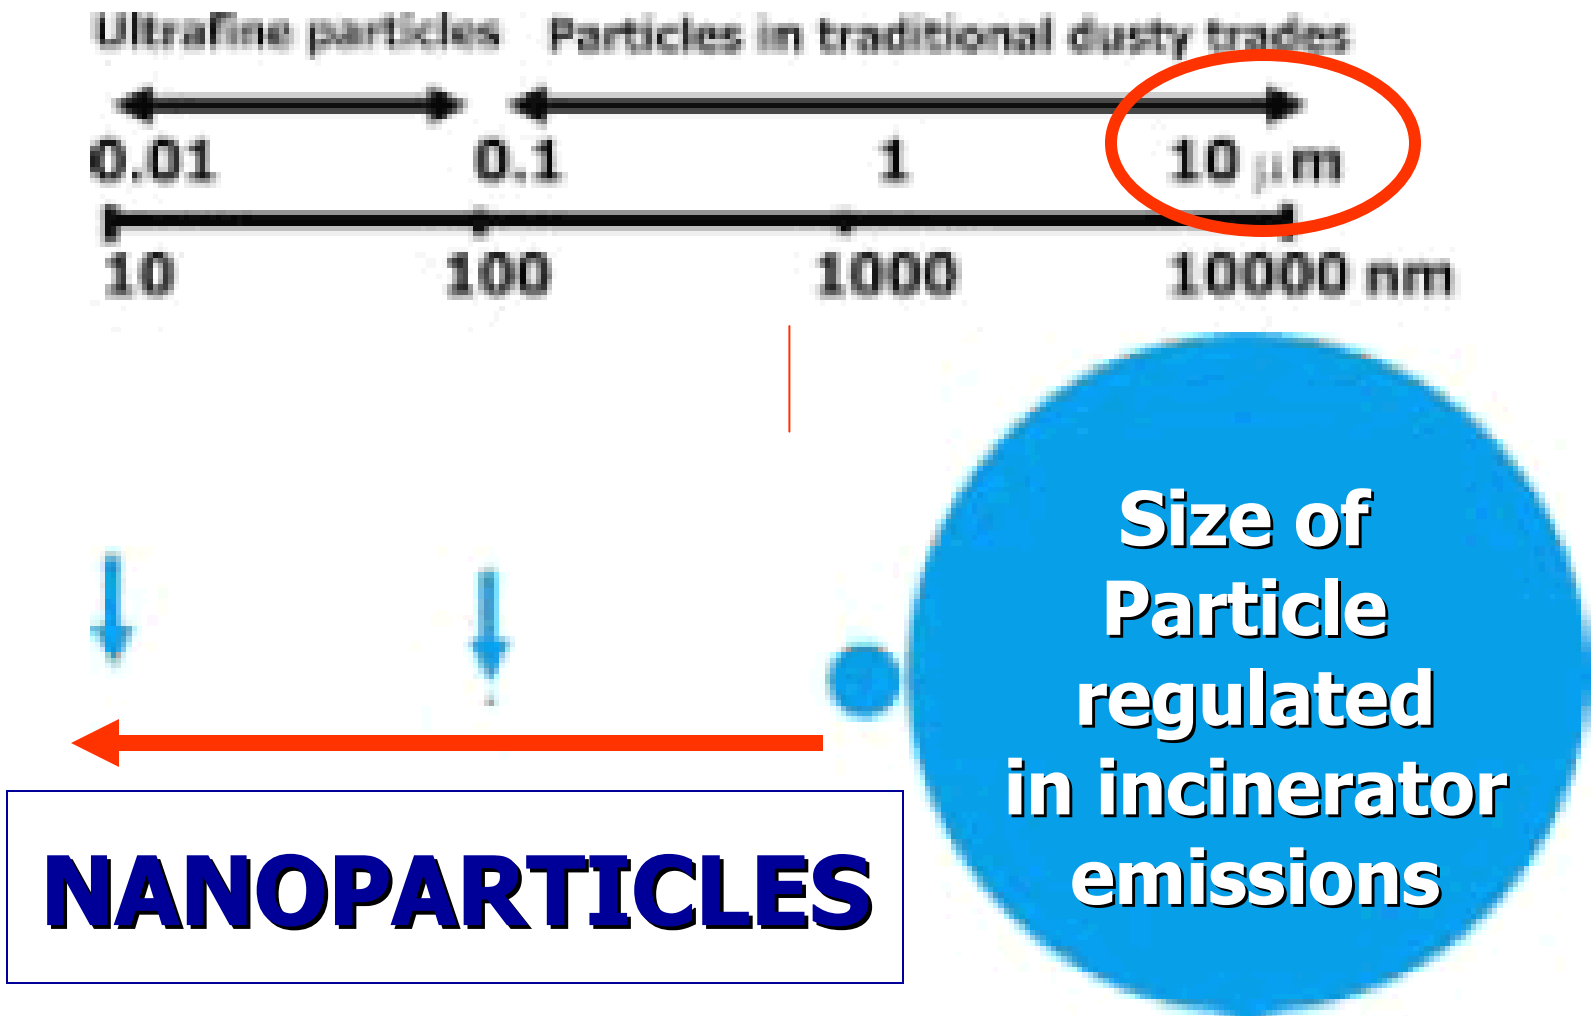 Ultrafine particles Particles in traditional dusty trades
0.01 0.1 1 10 μm
10 100 1000 10000 nm
Size of
Particle
regulated
in incinerator
emissions
NANOPARTICLES